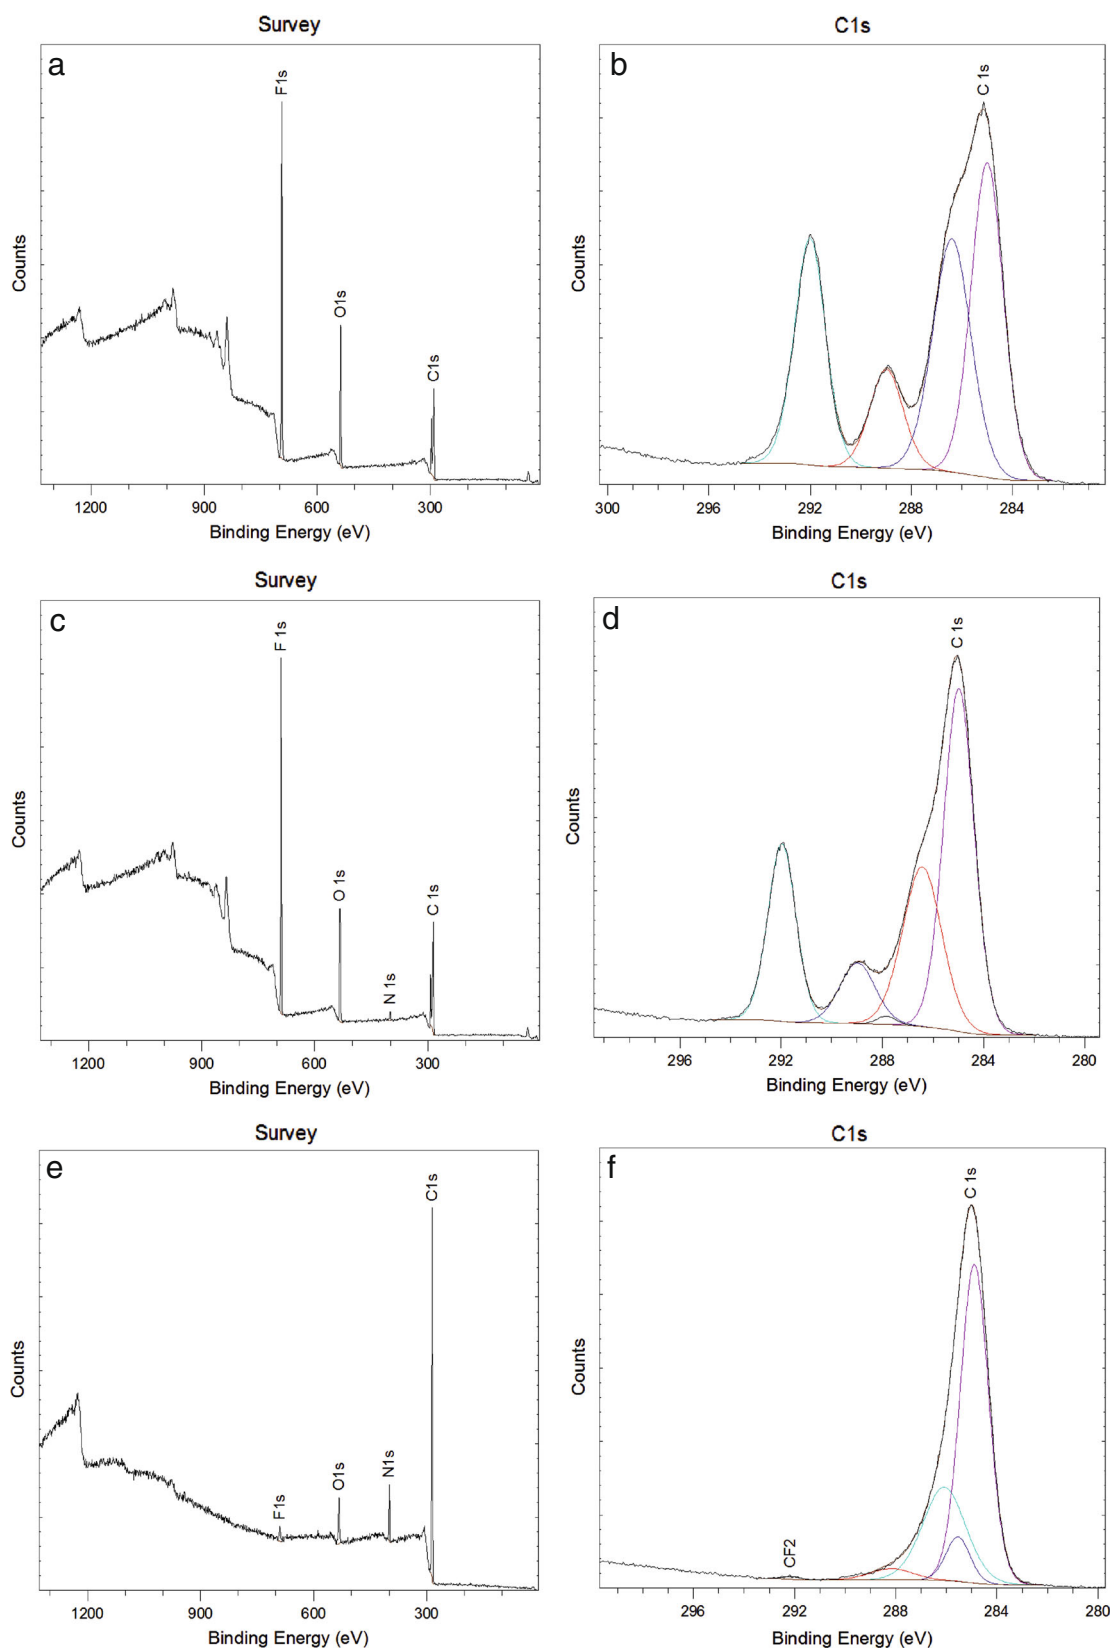 Survey
a
F1s
O1s
C1s
Counts
1200 900 600 300
Binding Energy (eV)
C1s
b
C 1s
Counts
300 296 292 288 284
Binding Energy (eV)
Survey
c
F 1s
O 1s
N 1s
C 1s
Counts
1200 900 600 300
Binding Energy (eV)
C1s
d
C 1s
Counts
296 292 288 284 280
Binding Energy (eV)
Survey
e
F1s
O1s
N1s
C1s
Counts
1200 900 600 300
Binding Energy (eV)
C1s
f
CF2
C 1s
Counts
296 292 288 284 280
Binding Energy (eV)